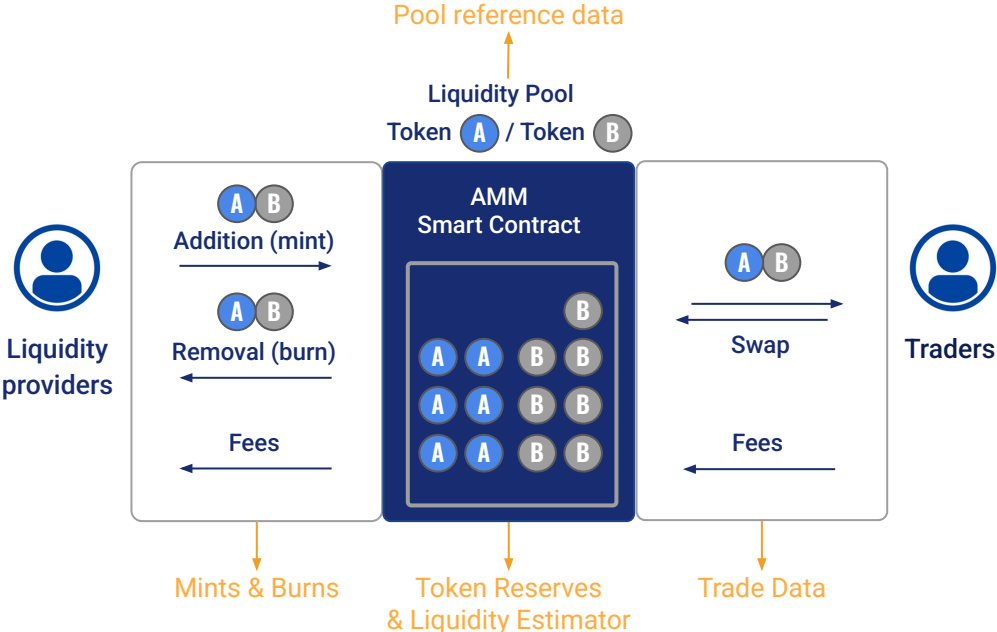 Pool reference data
Liquidity Pool
Token A / Token B
AMM
Smart Contract
A B
Addition (mint)
A B
Removal (burn)
Fees
Liquidity
providers
B
A A B B
A A B B
A A B B
A B
Swap
Fees
Traders
Mints & Burns
Token Reserves
& Liquidity Estimator
Trade Data